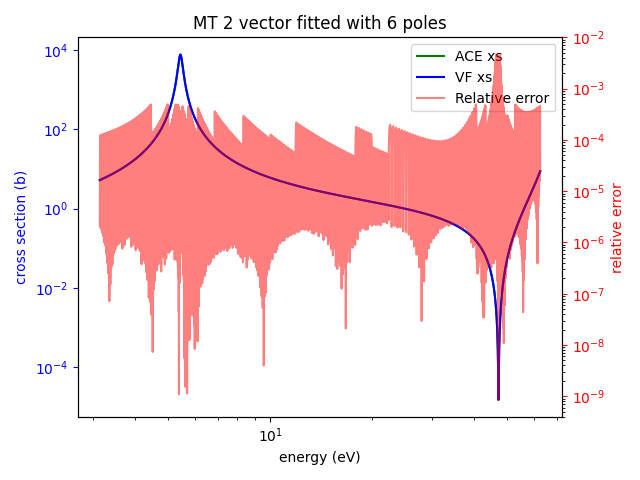 MT 2 vector fitted with 6 poles
ACE xs
VF xs
Relative error
cross section (b)
10^4
10^2
10^0
10^-2
10^-4
10^-2
10^-3
10^-4
10^-5
10^-6
10^-7
10^-8
10^-9
relative error
10^1
energy (eV)